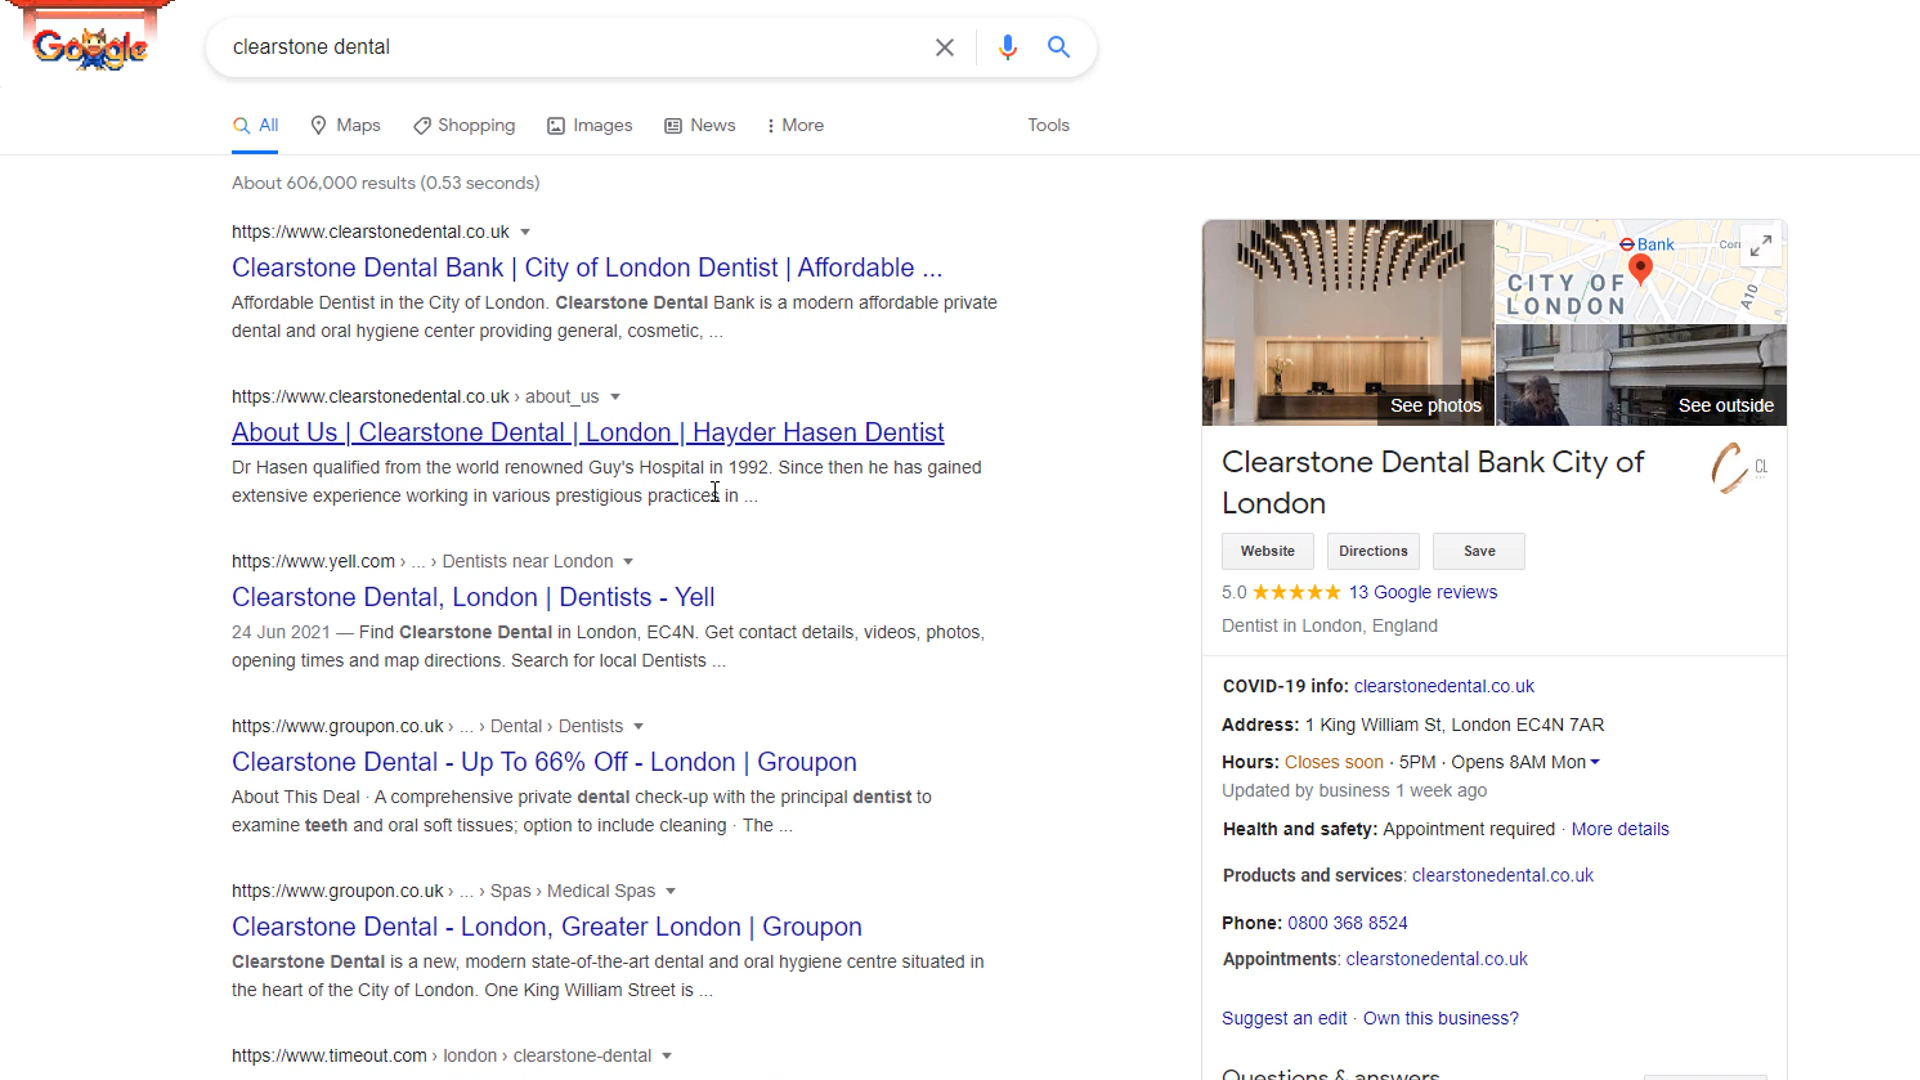 Google
clearstone dental
All
Maps
Shopping
Images
News
More
Tools
About 606,000 results (0.53 seconds)
https://www.clearstonedental.co.uk
Clearstone Dental Bank | City of London Dentist | Affordable ...
Affordable Dentist in the City of London. Clearstone Dental Bank is a modern affordable private
dental and oral hygiene center providing general, cosmetic, ...
https://www.clearstonedental.co.uk › about_us
About Us | Clearstone Dental | London | Hayder Hasen Dentist
Dr Hasen qualified from the world renowned Guy's Hospital in 1992. Since then he has gained
extensive experience working in various prestigious practices in ...
https://www.yell.com › ... › Dentists near London
Clearstone Dental, London | Dentists - Yell
24 Jun 2021 — Find Clearstone Dental in London, EC4N. Get contact details, videos, photos,
opening times and map directions. Search for local Dentists ...
https://www.groupon.co.uk › ... › Dental › Dentists
Clearstone Dental - Up To 66% Off - London | Groupon
About This Deal · A comprehensive private dental check-up with the principal dentist to
examine teeth and oral soft tissues; option to include cleaning · The ...
https://www.groupon.co.uk › ... › Spas › Medical Spas
Clearstone Dental - London, Greater London | Groupon
Clearstone Dental is a new, modern state-of-the-art dental and oral hygiene centre situated in
the heart of the City of London. One King William Street is ...
https://www.timeout.com › london › clearstone-dental
Bank
CITY OF
LONDON
A10
See photos
See outside
Clearstone Dental Bank City of
London
CL
Website
Directions
Save
5.0 13 Google reviews
Dentist in London, England
COVID-19 info: clearstonedental.co.uk
Address: 1 King William St, London EC4N 7AR
Hours: Closes soon · 5PM · Opens 8AM Mon
Updated by business 1 week ago
Health and safety: Appointment required · More details
Products and services: clearstonedental.co.uk
Phone: 0800 368 8524
Appointments: clearstonedental.co.uk
Suggest an edit · Own this business?
Questions & answers